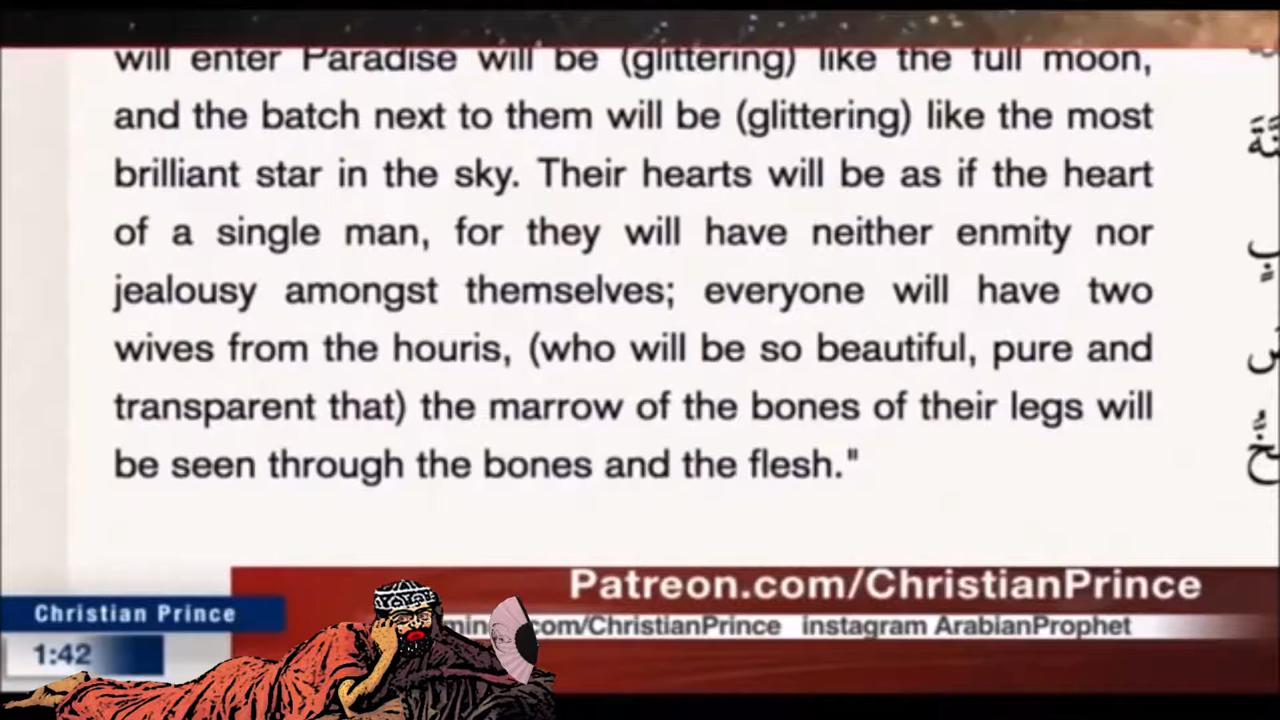 will enter Paradise will be (glittering) like the full moon,
and the batch next to them will be (glittering) like the most
brilliant star in the sky. Their hearts will be as if the heart
of a single man, for they will have neither enmity nor
jealousy amongst themselves; everyone will have two
wives from the houris, (who will be so beautiful, pure and
transparent that) the marrow of the bones of their legs will
be seen through the bones and the flesh."
Patreon.com/ChristianPrince
Christian Prince
com/ChristianPrince instagram ArabianProphet
1:42